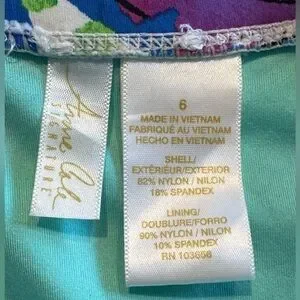 Anne Cole
SIGNATURE
6
MADE IN VIETNAM
FABRIQUÉ AU VIETNAM
HECHO EN VIETNAM
SHELL/
EXTÉRIEUR/EXTERIOR
82% NYLON / NILON
18% SPANDEX
LINING/
DOUBLURE/FORRO
90% NYLON / NILON
10% SPANDEX
RN 103656